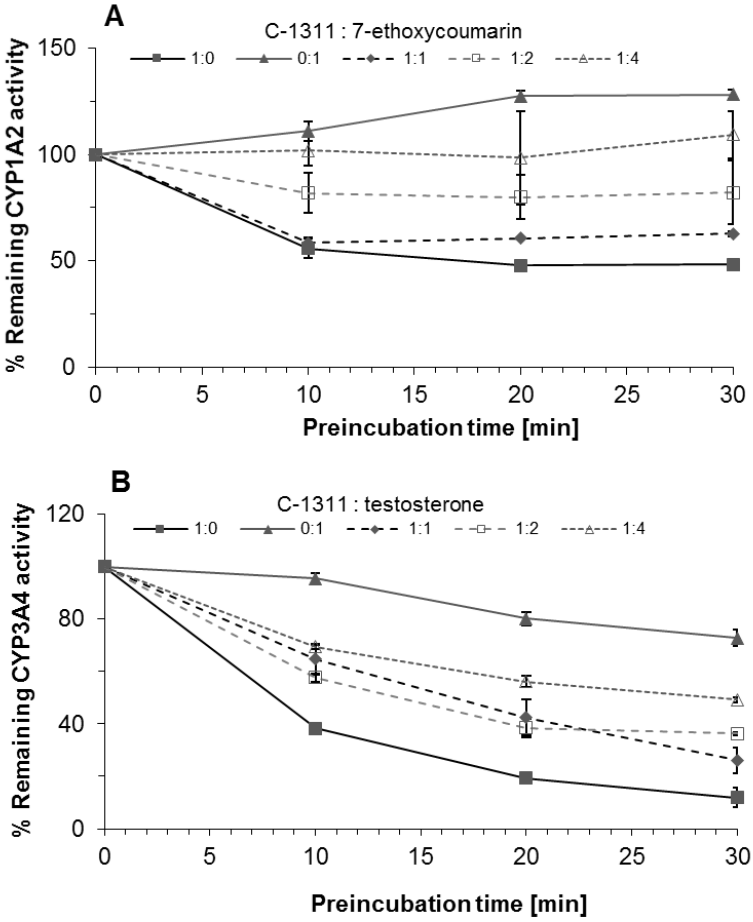 A
C-1311 : 7-ethoxycoumarin
1:0 0:1 1:1 1:2 1:4
% Remaining CYP1A2 activity
150
100
50
0
0 5 10 15 20 25 30
Preincubation time [min]
B
C-1311 : testosterone
1:0 0:1 1:1 1:2 1:4
% Remaining CYP3A4 activity
120
80
40
0
0 5 10 15 20 25 30
Preincubation time [min]